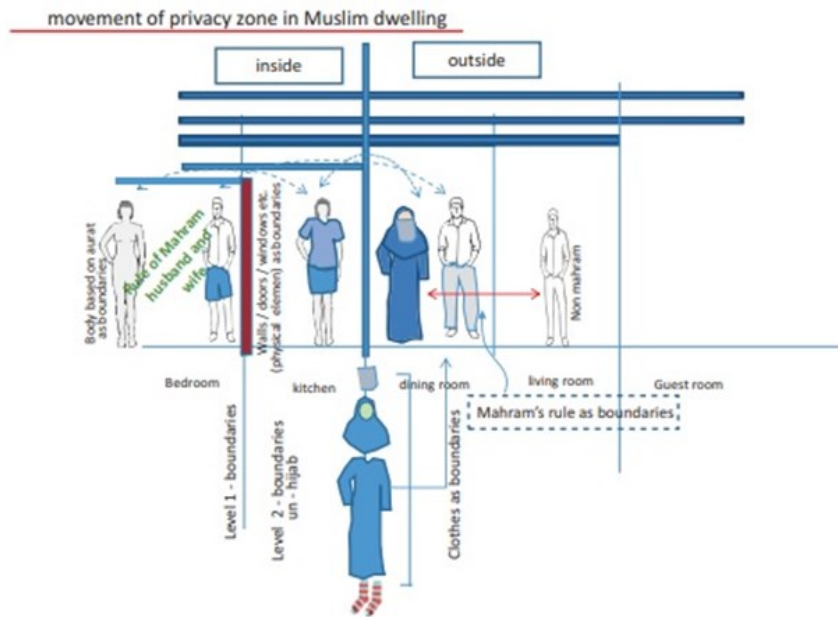 movement of privacy zone in Muslim dwelling
inside
outside
Body based on aurat
as boundaries
Rule of Mahram
husband and
wife
Walls / doors / windows etc.
(physical elemen) as boundaries
Non mahram
Bedroom
kitchen
dining room
living room
Guest room
Mahram's rule as boundaries
Level 1 - boundaries
Level 2 - boundaries
un - hijab
Clothes as boundaries